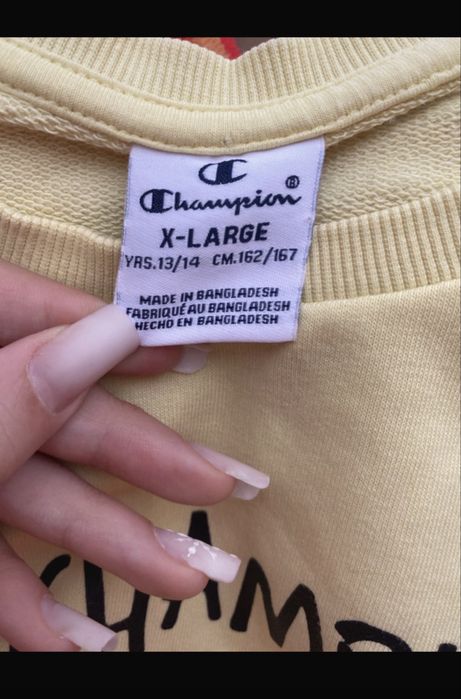 Champion®
X-LARGE
YRS.13/14 CM.162/167
MADE IN BANGLADESH
FABRIQUÉ AU BANGLADESH
HECHO EN BANGLADESH